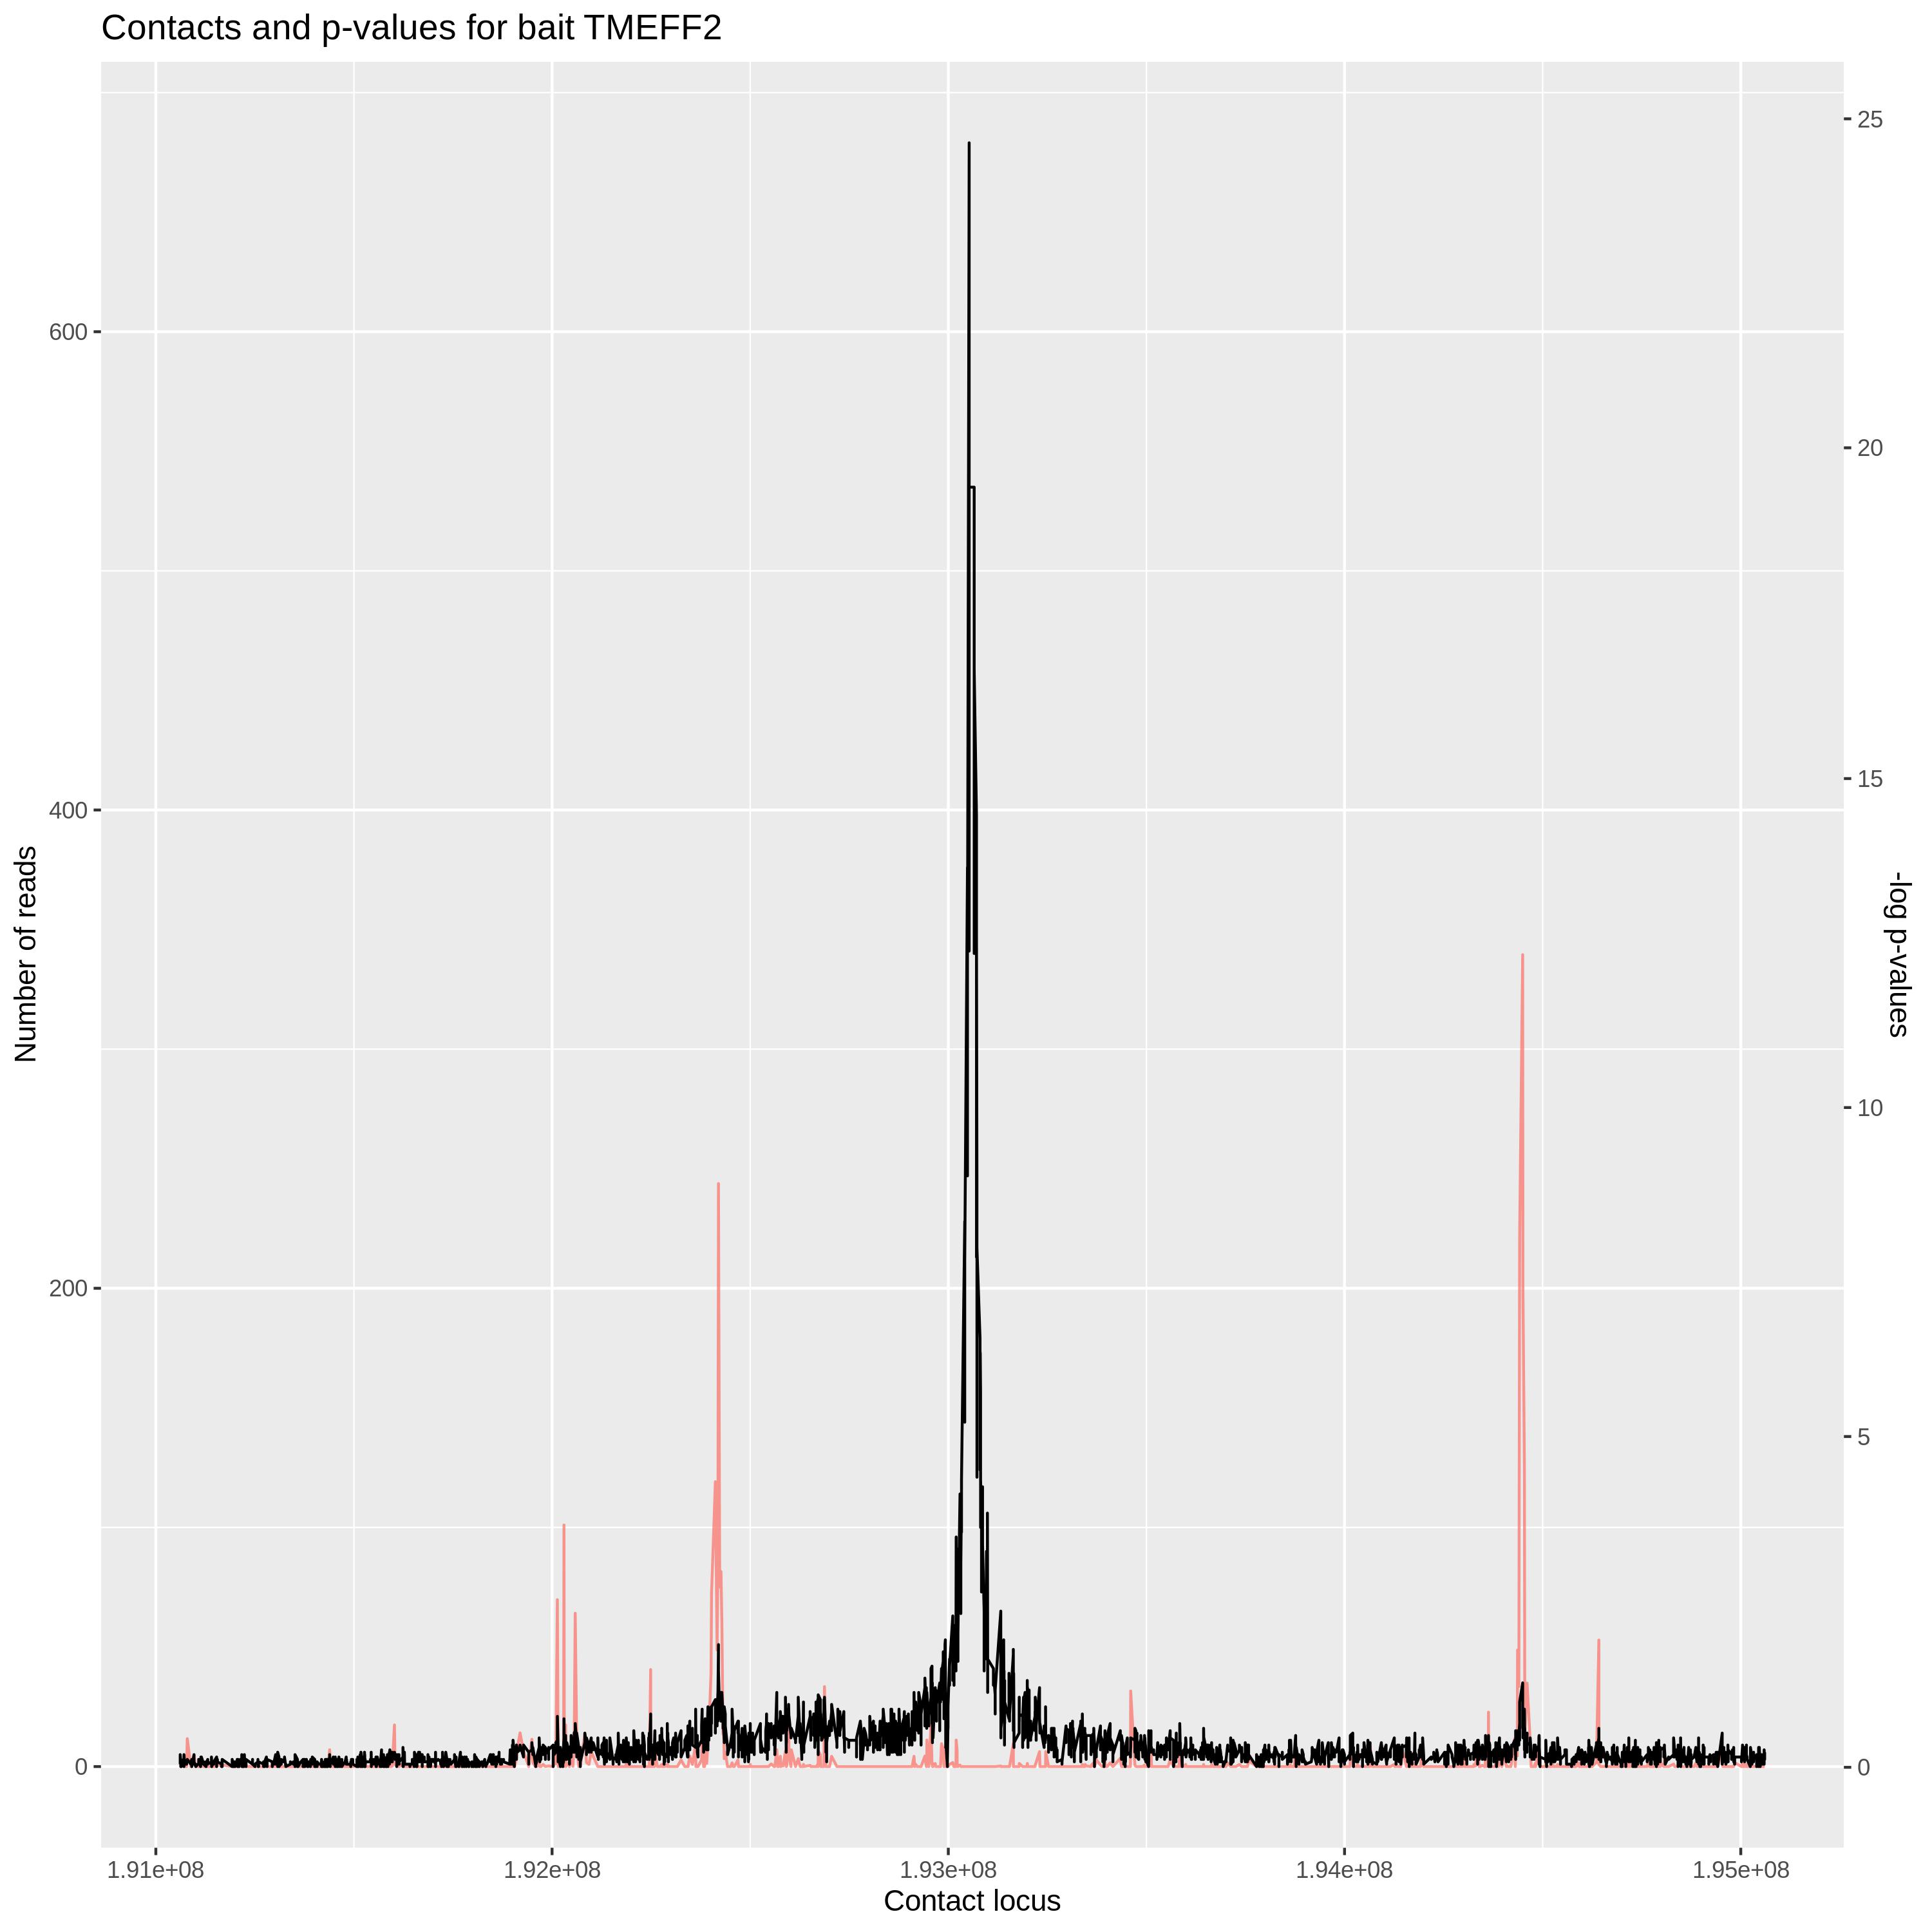 Contacts and p-values for bait TMEFF2
25
600
20
400
15
Number of reads
-log p-values
10
200
5
0
0
1.91e+08
1.92e+08
1.93e+08
1.94e+08
1.95e+08
Contact locus